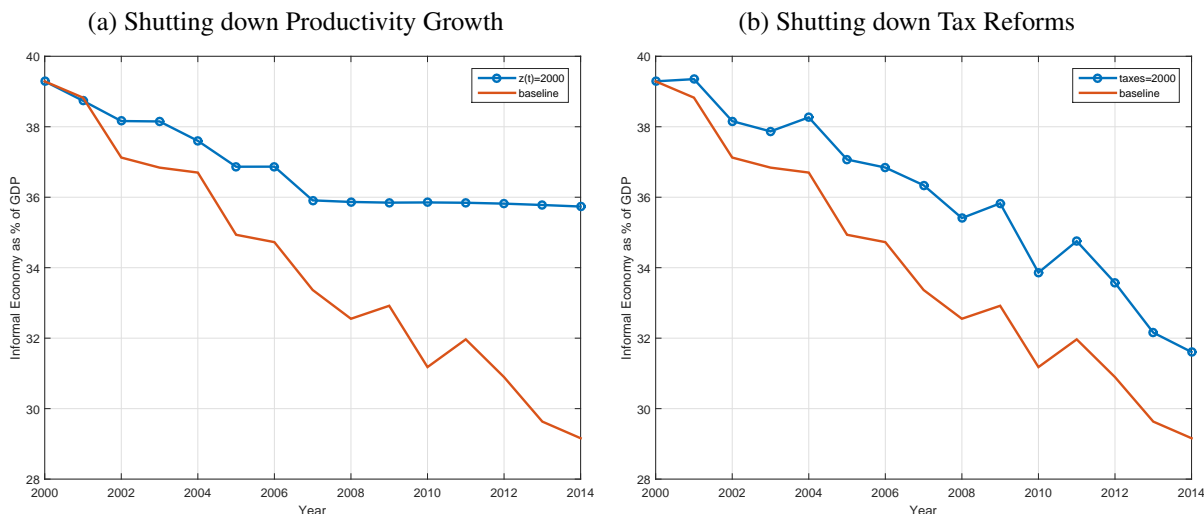 (a) Shutting down Productivity Growth
40
38
36
34
32
30
28
Informal Economy as % of GDP
z(t)=2000
baseline
2000 2002 2004 2006 2008 2010 2012 2014
Year
(b) Shutting down Tax Reforms
40
38
36
34
32
30
28
Informal Economy as % of GDP
taxes=2000
baseline
2000 2002 2004 2006 2008 2010 2012 2014
Year